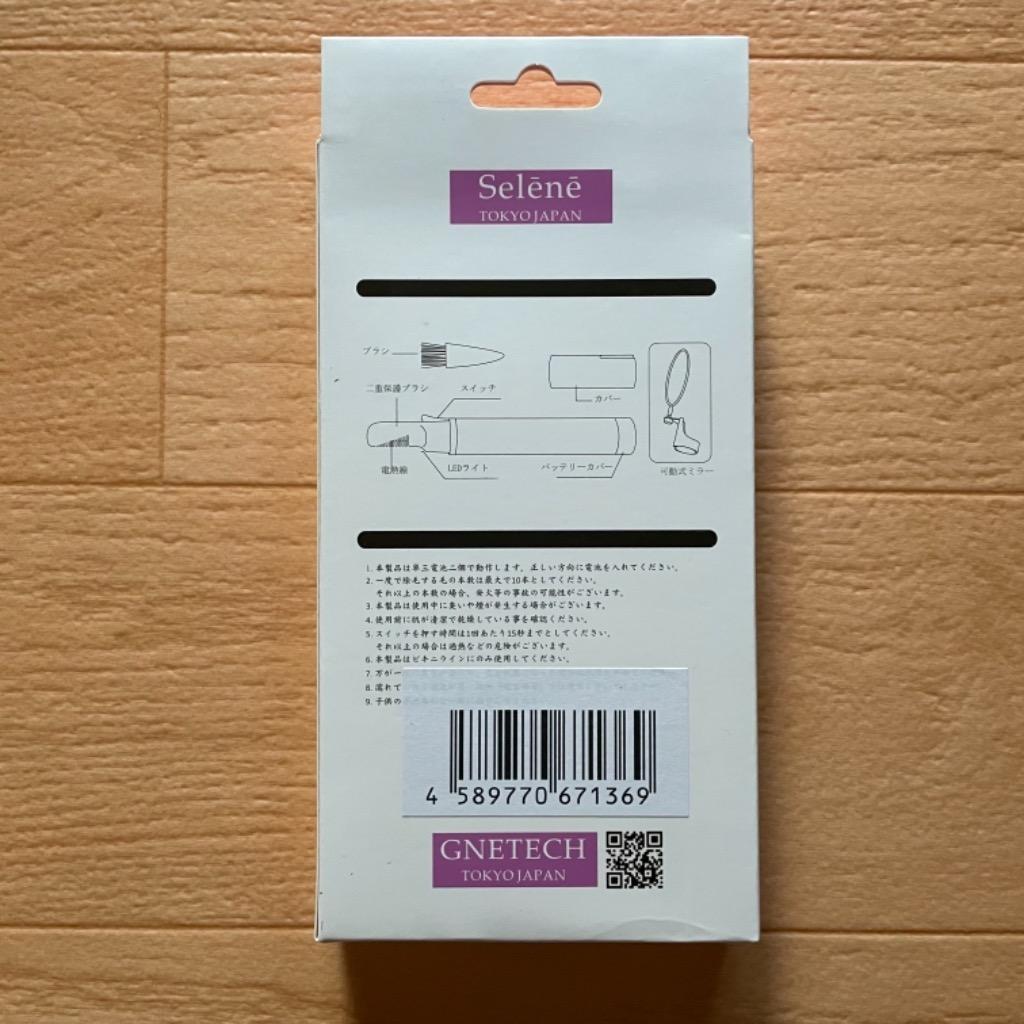 Selēnē
TOKYO JAPAN
ブラシ
二重保護ブラシ
スイッチ
カバー
電熱線
LEDライト
バッテリーカバー
可動式ミラー
1. 本製品は単三電池二個で動作します。正しい方向に電池を入れてください。
2. 一度で除毛する毛の本数は最大で10本としてください。
それ以上の本数の場合、発火等の事故の可能性がございます。
3. 本製品は使用中に臭いや煙が発生する場合がございます。
4. 使用前に肌が清潔で乾燥している事を確認ください。
5. スイッチを押す時間は1回あたり15秒までとしてください。
それ以上の場合は過熱などの危険がございます。
6. 本製品はビキニラインにのみ使用してください。
7. 万が一
8. 濡れて
9. 子供の
4 589770 671369
GNETECH
TOKYO JAPAN